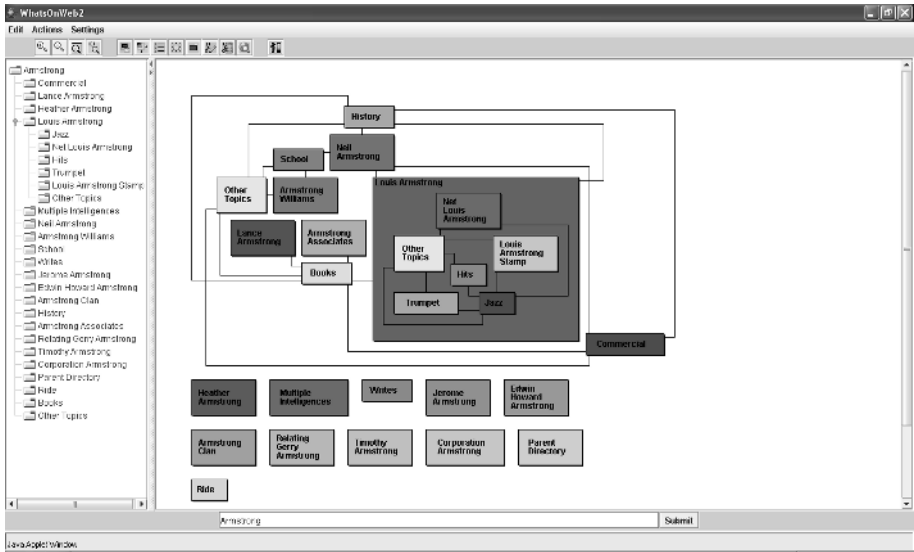 WhatsOnWeb2
Edit Actions Settings
Armstrong
Commercial
Lance Armstrong
Heather Armstrong
Louis Armstrong
Jazz
Net Louis Armstrong
Hits
Trumpet
Louis Armstrong Stamp
Other Topics
Multiple Intelligences
Neil Armstrong
Armstrong Williams
School
Writes
Jerome Armstrong
Edwin Howard Armstrong
Armstrong Clan
History
Armstrong Associates
Relating Gerry Armstrong
Timothy Armstrong
Corporation Armstrong
Parent Directory
Ride
Books
Other Topics
History
Neil
Armstrong
School
Other
Topics
Armstrong
Williams
Louis Armstrong
Net
Louis
Armstrong
Lance
Armstrong
Armstrong
Associates
Other
Topics
Louis
Armstrong
Stamp
Books
Hits
Trumpet
Jazz
Commercial
Heather
Armstrong
Multiple
Intelligences
Writes
Jerome
Armstrong
Edwin
Howard
Armstrong
Armstrong
Clan
Relating
Gerry
Armstrong
Timothy
Armstrong
Corporation
Armstrong
Parent
Directory
Ride
Armstrong
Submit
Java Applet Window